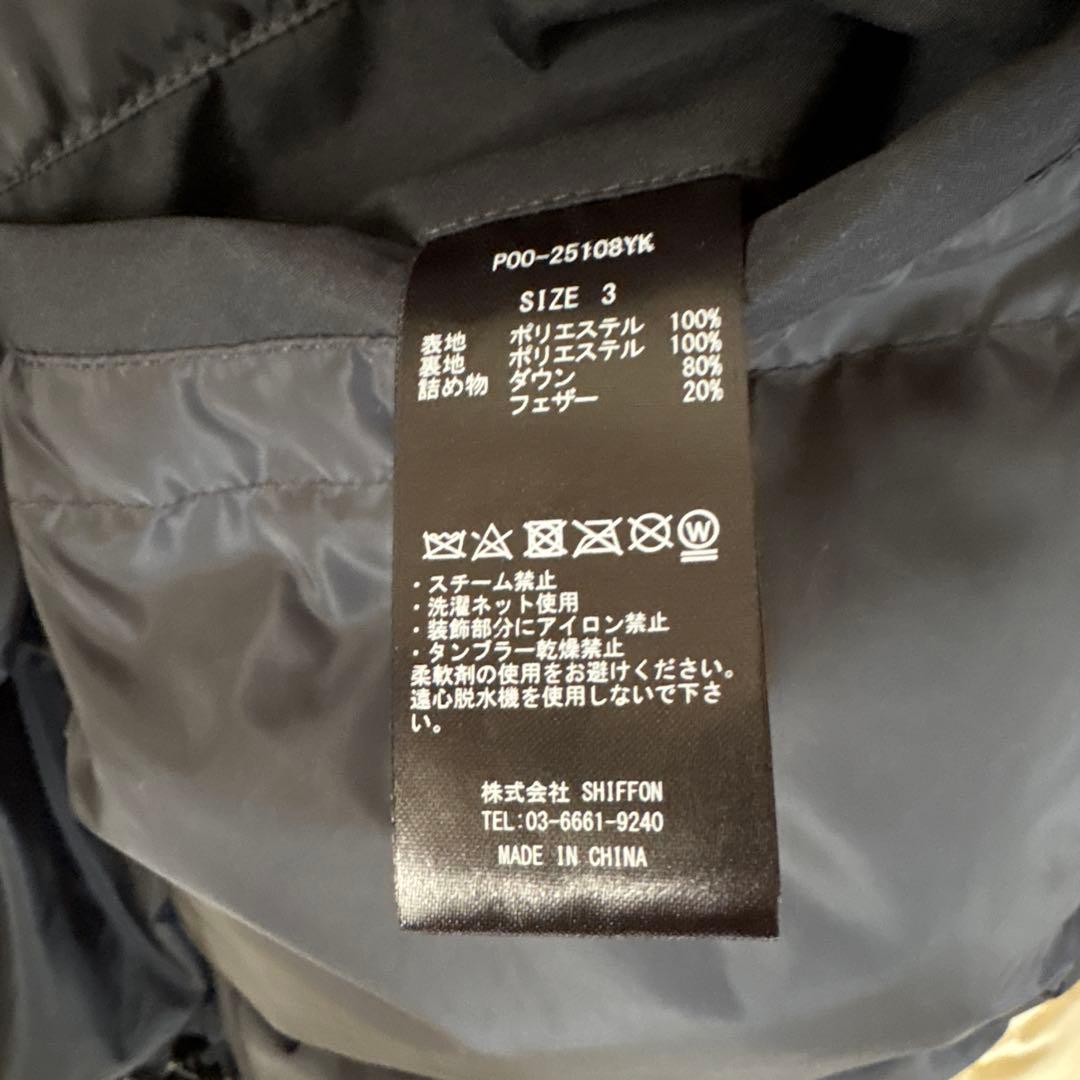 P00-25108YK
SIZE 3
表地 ポリエステル 100%
裏地 ポリエステル 100%
詰め物 ダウン 80%
フェザー 20%
W
・スチーム禁止
・洗濯ネット使用
・装飾部分にアイロン禁止
・タンブラー乾燥禁止
柔軟剤の使用をお避けください。
遠心脱水機を使用しないで下さ
い。
株式会社 SHIFFON
TEL:03-6661-9240
MADE IN CHINA